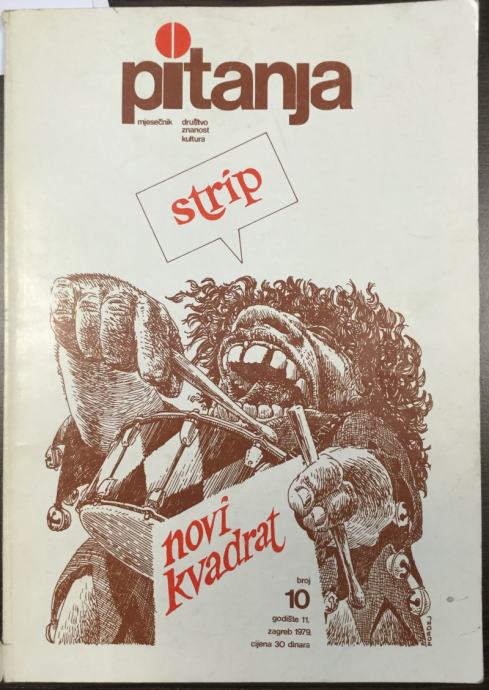 pitanja
mjesečnik društvo
znanost
kultura
strip
novi
kvadrat
broj
10
godište 11.
zagreb 1979.
cijena 30 dinara